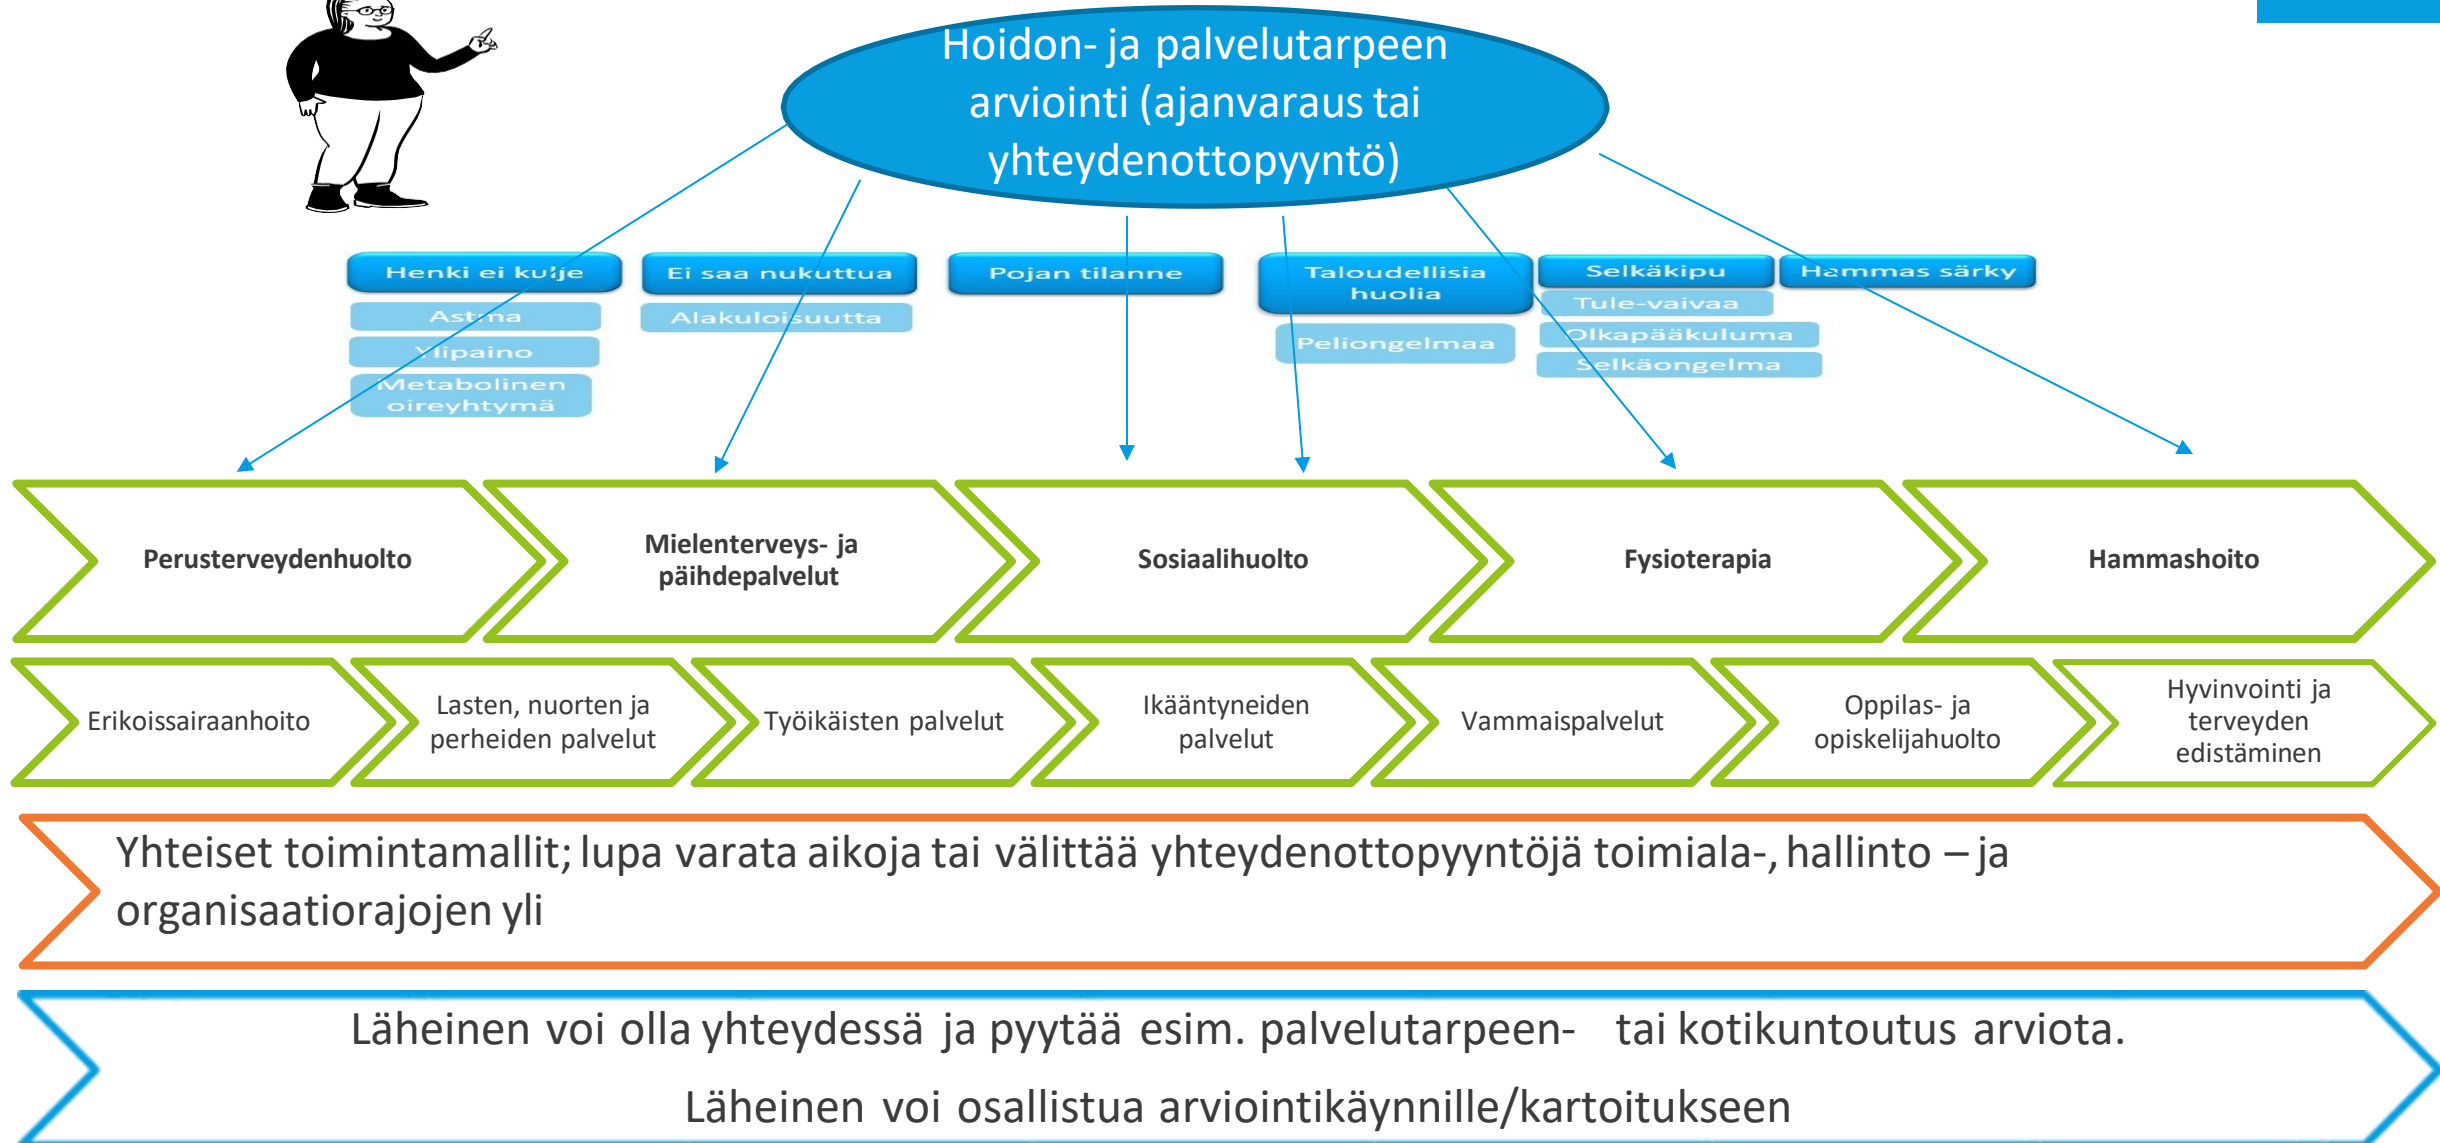 Hoidon- ja palvelutarpeen
arviointi (ajanvaraus tai
yhteydenottopyyntö)
Henki ei kulje
Astma
Ylipaino
Metabolinen
oireyhtymä
Ei saa nukuttua
Alakuloisuutta
Pojan tilanne
Taloudellisia
huolia
Peliongelmaa
Selkäkipu
Tule-vaivaa
Olkapääkuluma
Selkäongelma
Hammas särky
Perusterveydenhuolto
Mielenterveys- ja
päihdepalvelut
Sosiaalihuolto
Fysioterapia
Hammashoito
Erikoissairaanhoito
Lasten, nuorten ja
perheiden palvelut
Työikäisten palvelut
Ikääntyneiden
palvelut
Vammaispalvelut
Oppilas- ja
opiskelijahuolto
Hyvinvointi ja
terveyden
edistäminen
Yhteiset toimintamallit; lupa varata aikoja tai välittää yhteydenottopyyntöjä toimiala-, hallinto – ja
organisaatiorajojen yli
Läheinen voi olla yhteydessä ja pyytää esim. palvelutarpeen- tai kotikuntoutus arviota.
Läheinen voi osallistua arviointikäynnille/kartoitukseen